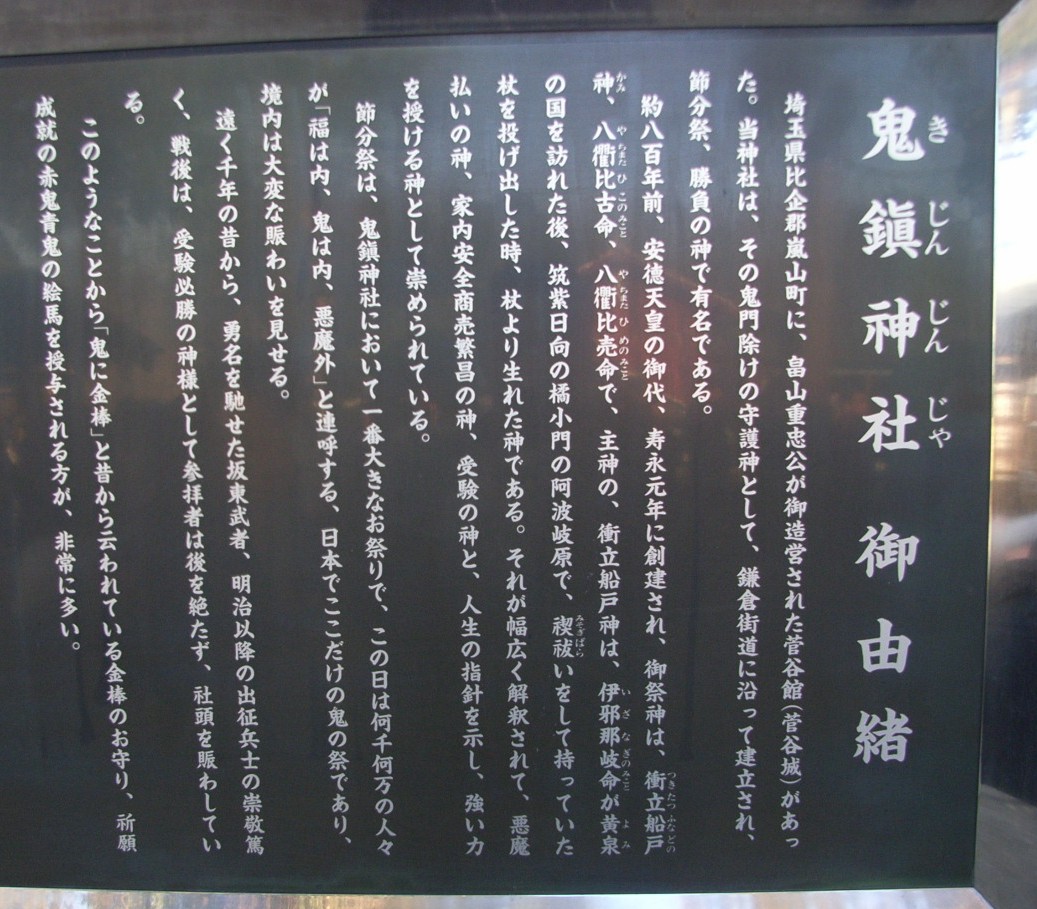 鬼鎭神社 御由緒
埼玉県比企郡嵐山町に、畠山重忠公が御造営された菅谷館(菅谷城)があっ
た。当神社は、その鬼門除けの守護神として、鎌倉街道に沿って建立され、
節分祭、勝負の神で有名である。
約八百年前、安徳天皇の御代、寿永元年に創建され、御祭神は、衝立船戸
神、八衢比古命、八衢比売命で、主神の、衝立船戸神は、伊邪那岐命が黄泉
の国を訪れた後、筑紫日向の橘小門の阿波岐原で、禊祓いをして持っていた
杖を投げ出した時、杖より生れた神である。それが幅広く解釈されて、悪魔
払いの神、家内安全商売繁昌の神、受験の神と、人生の指針を示し、強い力
を授ける神として崇められている。
節分祭は、鬼鎭神社において一番大きなお祭りで、この日は何千何万の人々
が「福は内、鬼は内、悪魔外」と連呼する、日本でここだけの鬼の祭であり、
境内は大変な賑わいを見せる。
遠く千年の昔から、勇名を馳せた坂東武者、明治以降の出征兵士の崇敬篤
く、戦後は、受験必勝の神様として参拝者は後を絶たず、社頭を賑わしてい
る。
このようなことから「鬼に金棒」と昔から云われている金棒のお守り、祈願
成就の赤鬼青鬼の絵馬を授与される方が、非常に多い。